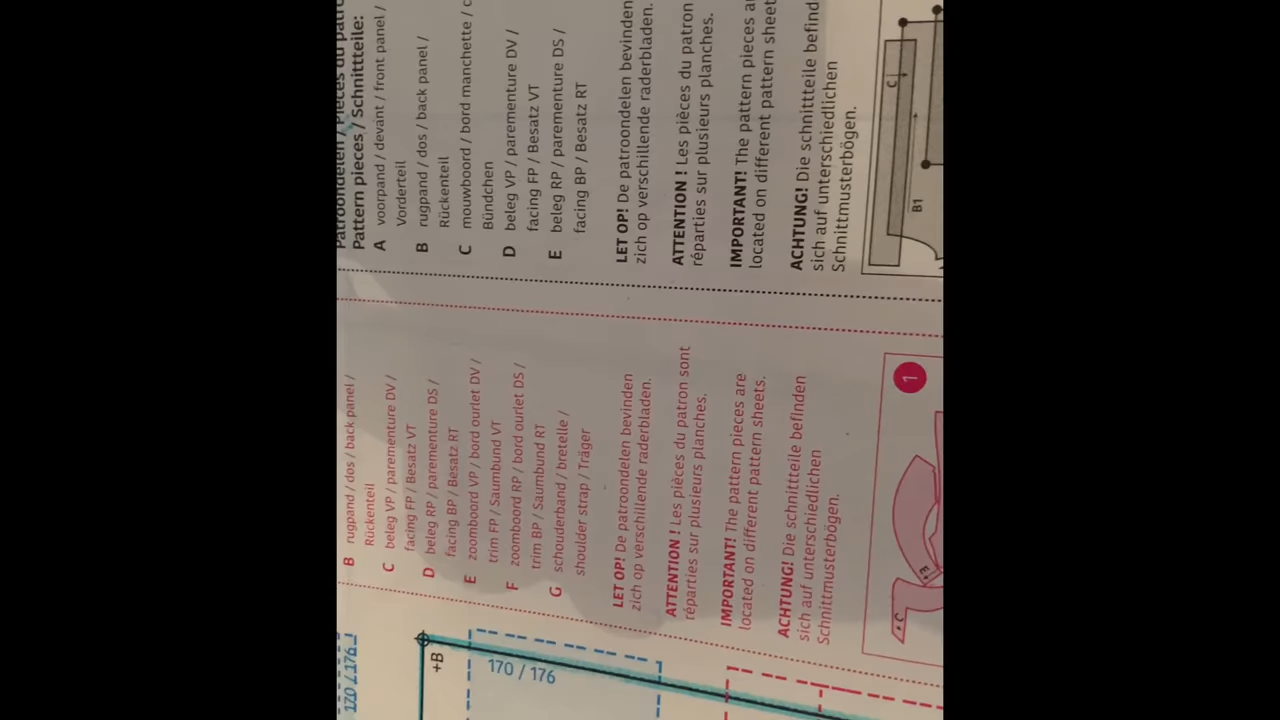 Pattern pieces / Schnittteile:
A voorpand / devant / front panel /
Vorderteil
B rugpand / dos / back panel /
Rückenteil
C mouwboord / bord manchette /
Bündchen
D beleg VP / parementure DV /
facing FP / Besatz VT
E beleg RP / parementure DS /
facing BP / Besatz RT
LET OP! De patroondelen bevinden
zich op verschillende raderbladen.
ATTENTION ! Les pièces du patron
réparties sur plusieurs planches.
IMPORTANT! The pattern pieces
located on different pattern
ACHTUNG! Die schnittteile
sich auf unterschiedlichen
Schnittmusterbögen.
C
B1
B rugpand / dos / back panel /
Rückenteil
C beleg VP / parementure DV /
facing FP / Besatz VT
D beleg RP / parementure DS /
facing BP / Besatz RT
E zoomboord VP / bord ourlet DV /
trim FP / Saumbund VT
F zoomboord RP / bord ourlet DS /
trim BP / Saumbund RT
G schouderband / bretelle /
shoulder strap / Träger
LET OP! De patroondelen bevinden
zich op verschillende raderbladen.
ATTENTION ! Les pièces du patron sont
réparties sur plusieurs planches.
IMPORTANT! The pattern pieces are
located on different pattern sheets.
ACHTUNG! Die schnittteile befinden
sich auf unterschiedlichen
Schnittmusterbögen.
1
E
C
170 / 176
+B
170 / 176